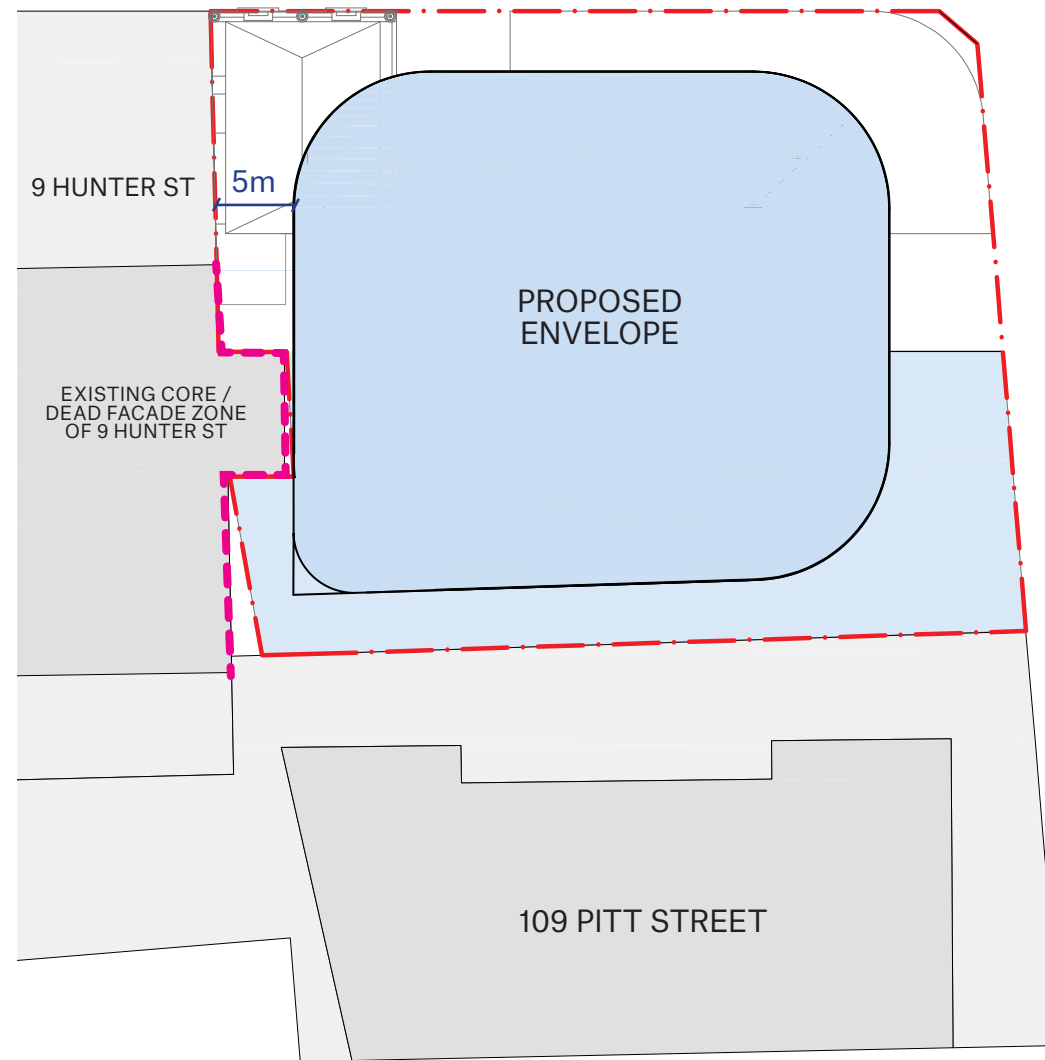 9 HUNTER ST
5m
PROPOSED
ENVELOPE
EXISTING CORE /
DEAD FACADE ZONE
OF 9 HUNTER ST
109 PITT STREET